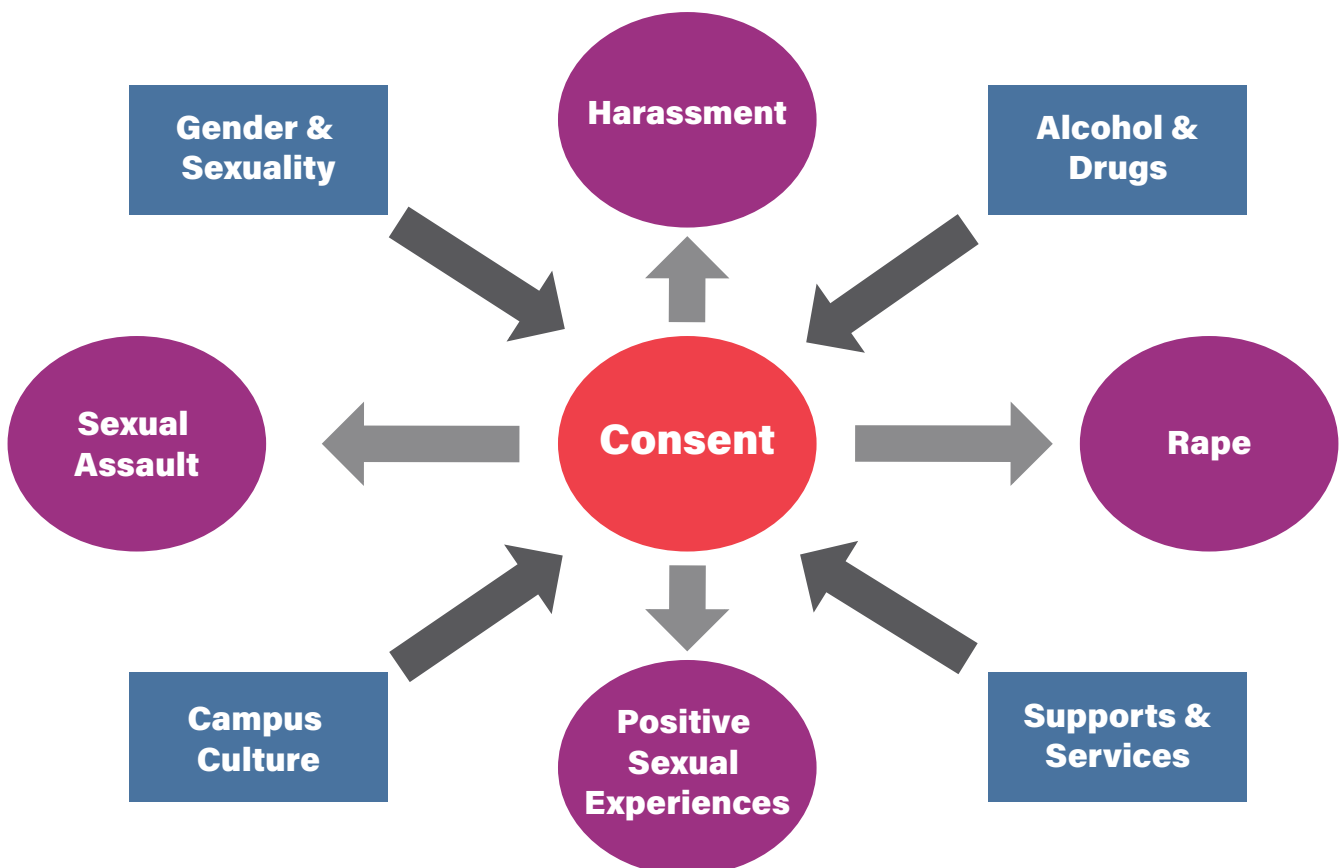 Harassment
Gender &
Sexuality
Alcohol &
Drugs
Sexual
Assault
Consent
Rape
Campus
Culture
Positive
Sexual
Experiences
Supports &
Services